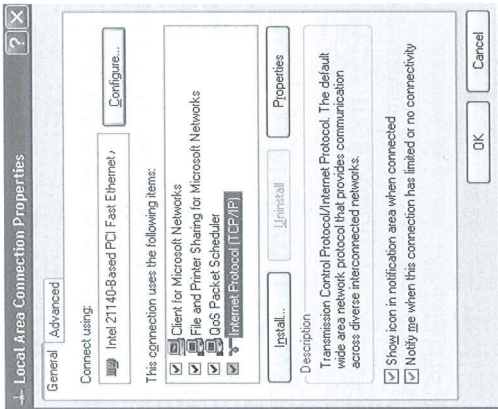 Local Area Connection Properties
General Advanced
Connect using:
Intel 21140-Based PCI Fast Ethernet
Configure...
This connection uses the following items:
Client for Microsoft Networks
File and Printer Sharing for Microsoft Networks
QoS Packet Scheduler
Internet Protocol (TCP/IP)
Install... Uninstall Properties
Description
Transmission Control Protocol/Internet Protocol. The default
wide area network protocol that provides communication
across diverse interconnected networks.
Show icon in notification area when connected
Notify me when this connection has limited or no connectivity
OK Cancel